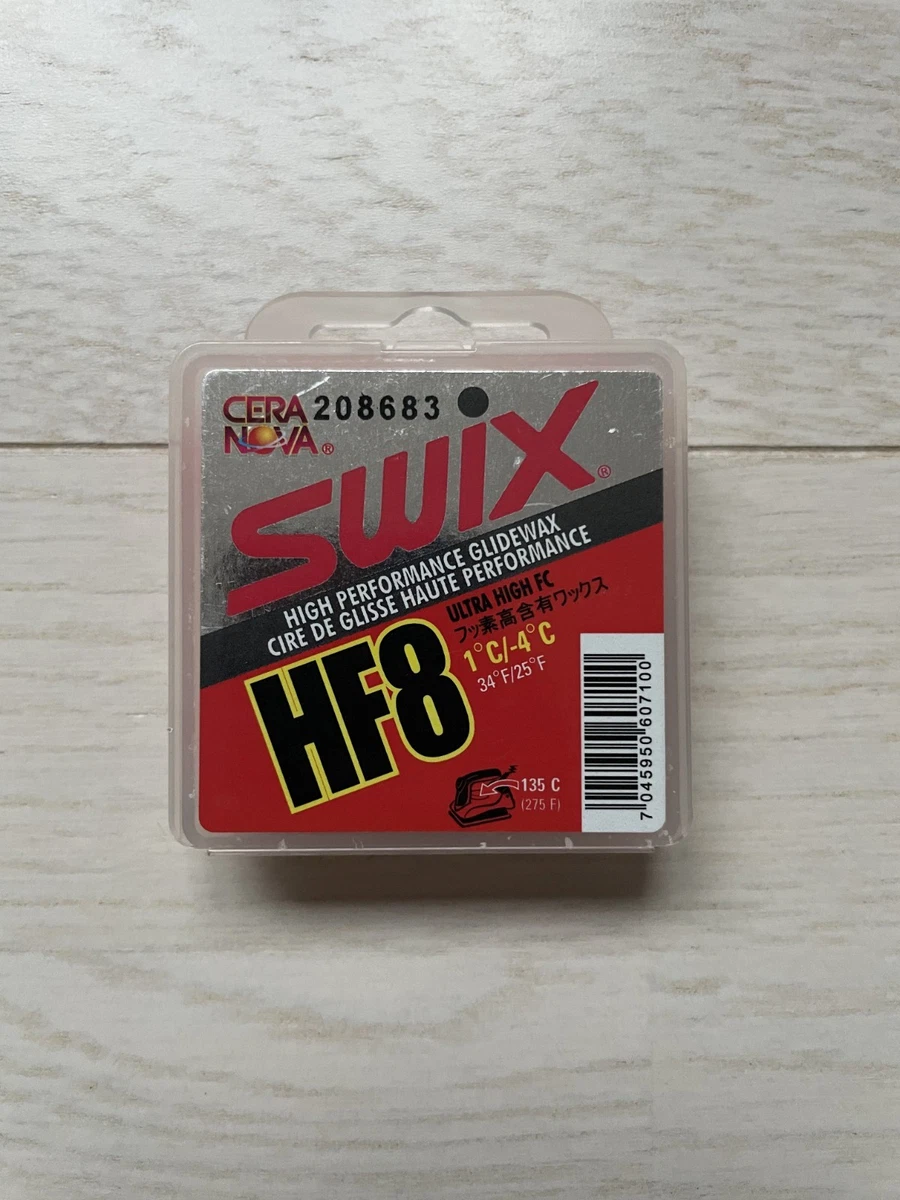 CERA 208683
NOVA®
SWIX®
HIGH PERFORMANCE GLIDEWAX
CIRE DE GLISSE HAUTE PERFORMANCE
ULTRA HIGH FC
フッ素高含有ワックス
HF8
1°C/-4°C
34°F/25°F
135 C
(275 F)
7 045950 607100